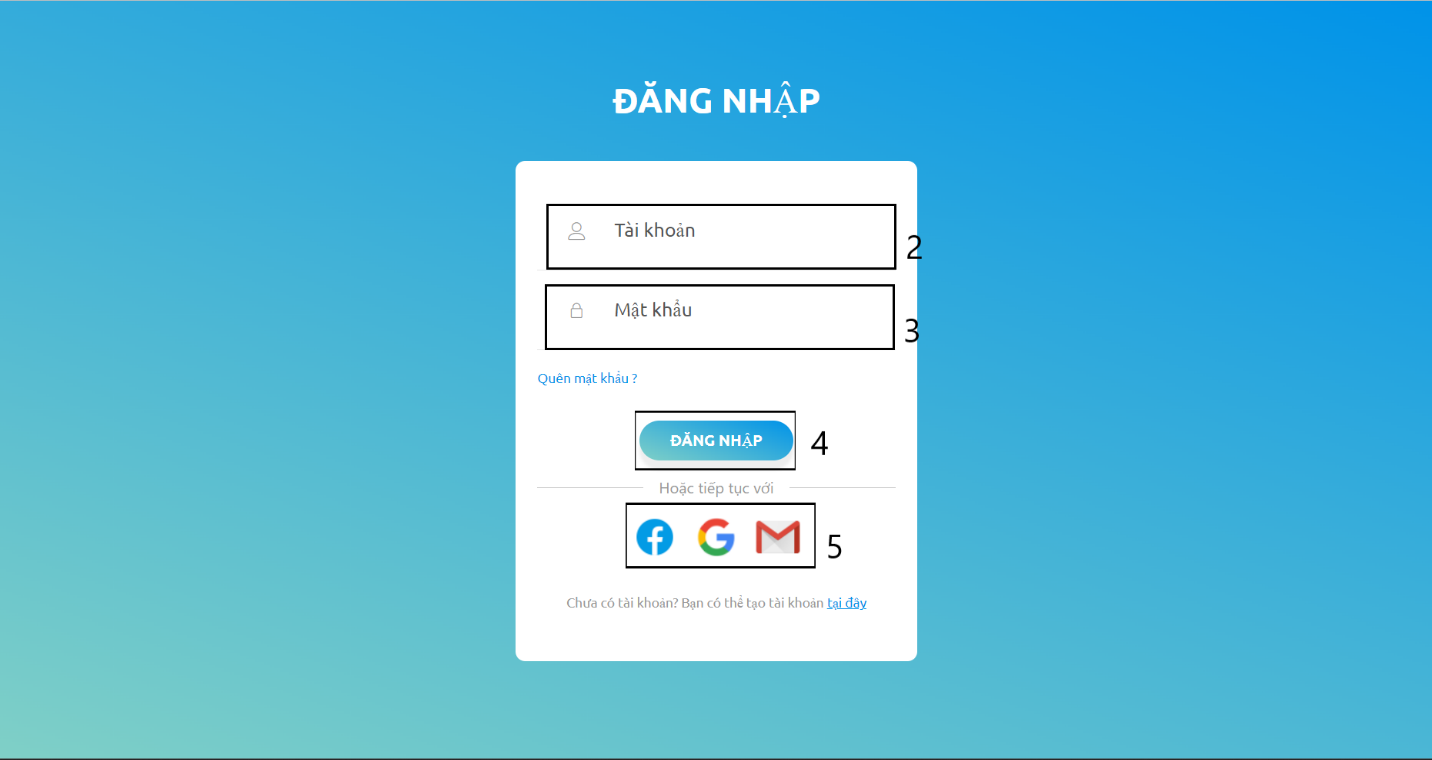 ĐĂNG NHẬP
Tài khoản
2
Mật khẩu
3
Quên mật khẩu ?
ĐĂNG NHẬP
4
Hoặc tiếp tục với
5
Chưa có tài khoản? Bạn có thể tạo tài khoản tại đây